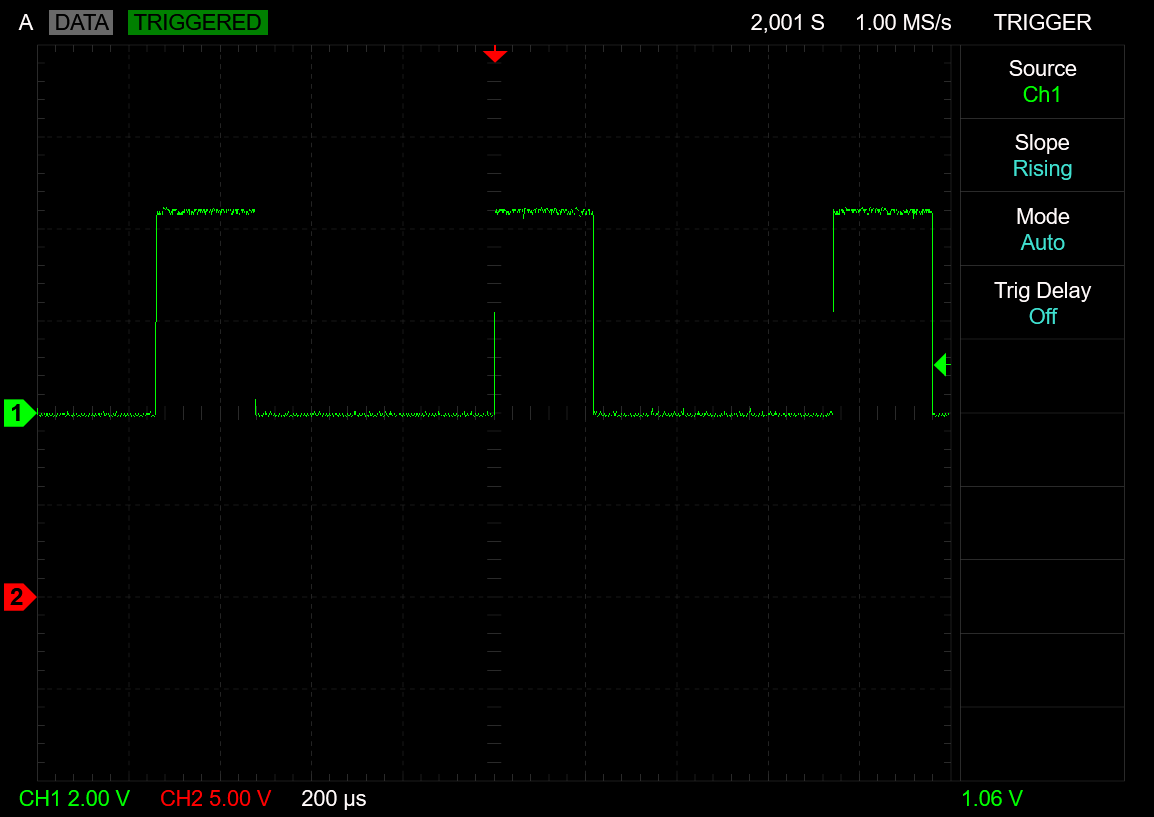 A DATA TRIGGERED 2,001 S 1.00 MS/s TRIGGER
Source
Ch1
Slope
Rising
Mode
Auto
Trig Delay
Off
1
2
CH1 2.00 V CH2 5.00 V 200 µs 1.06 V